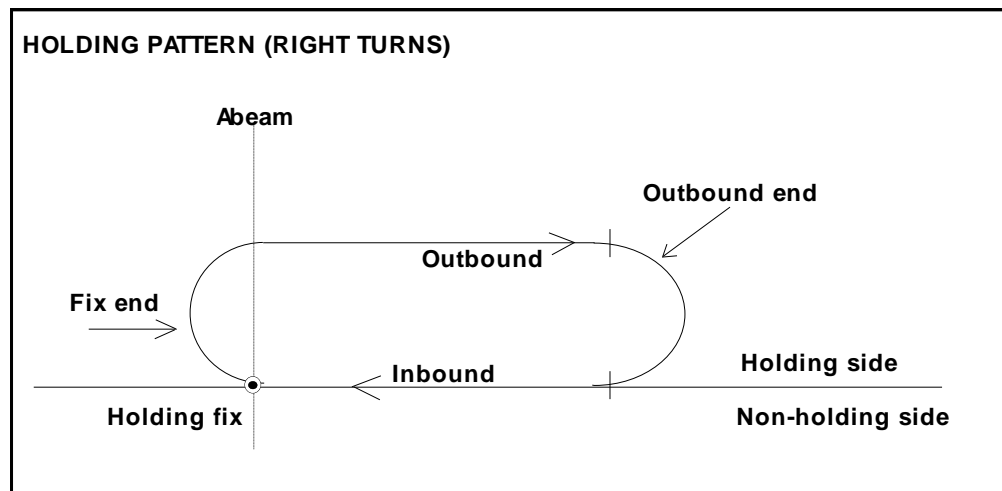 HOLDING PATTERN (RIGHT TURNS)
Abeam
Outbound end
Outbound
Fix end
Inbound
Holding side
Holding fix
Non-holding side